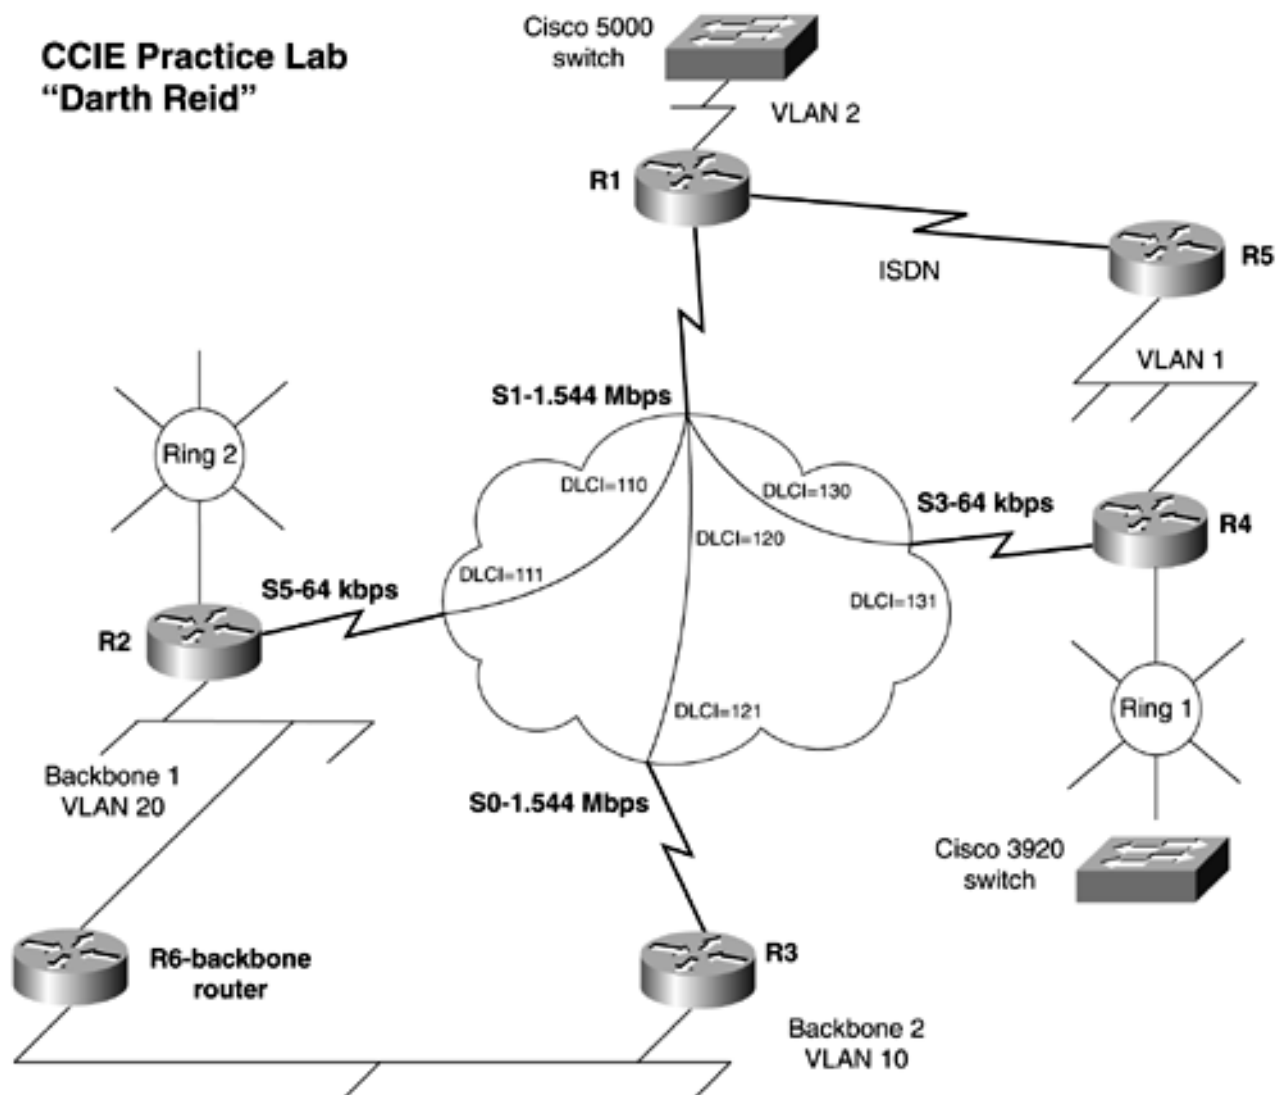 CCIE Practice Lab
“Darth Reid”
Cisco 5000
switch
VLAN 2
R1
R5
ISDN
VLAN 1
S1-1.544 Mbps
Ring 2
DLCI=110
DLCI=130
S3-64 kbps
R4
DLCI=120
DLCI=111
S5-64 kbps
DLCI=131
R2
Ring 1
DLCI=121
Backbone 1
VLAN 20
S0-1.544 Mbps
Cisco 3920
switch
R6-backbone
router
R3
Backbone 2
VLAN 10